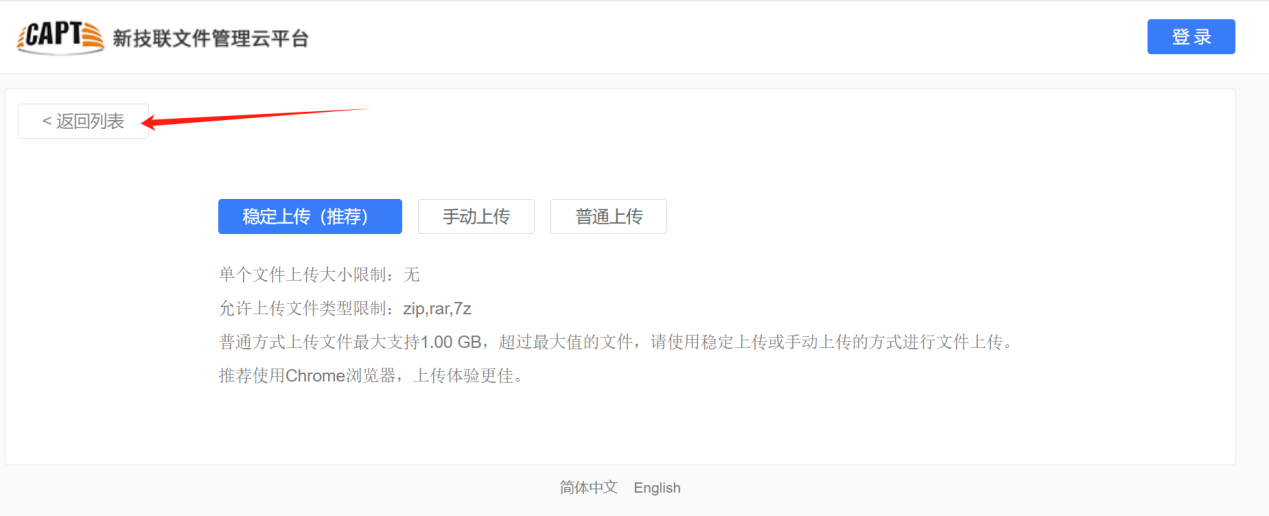 CAPT 新技联文件管理云平台
登录
< 返回列表
稳定上传（推荐） 手动上传 普通上传
单个文件上传大小限制：无
允许上传文件类型限制：zip,rar,7z
普通方式上传文件最大支持1.00 GB，超过最大值的文件，请使用稳定上传或手动上传的方式进行文件上传。
推荐使用Chrome浏览器，上传体验更佳。
简体中文 English